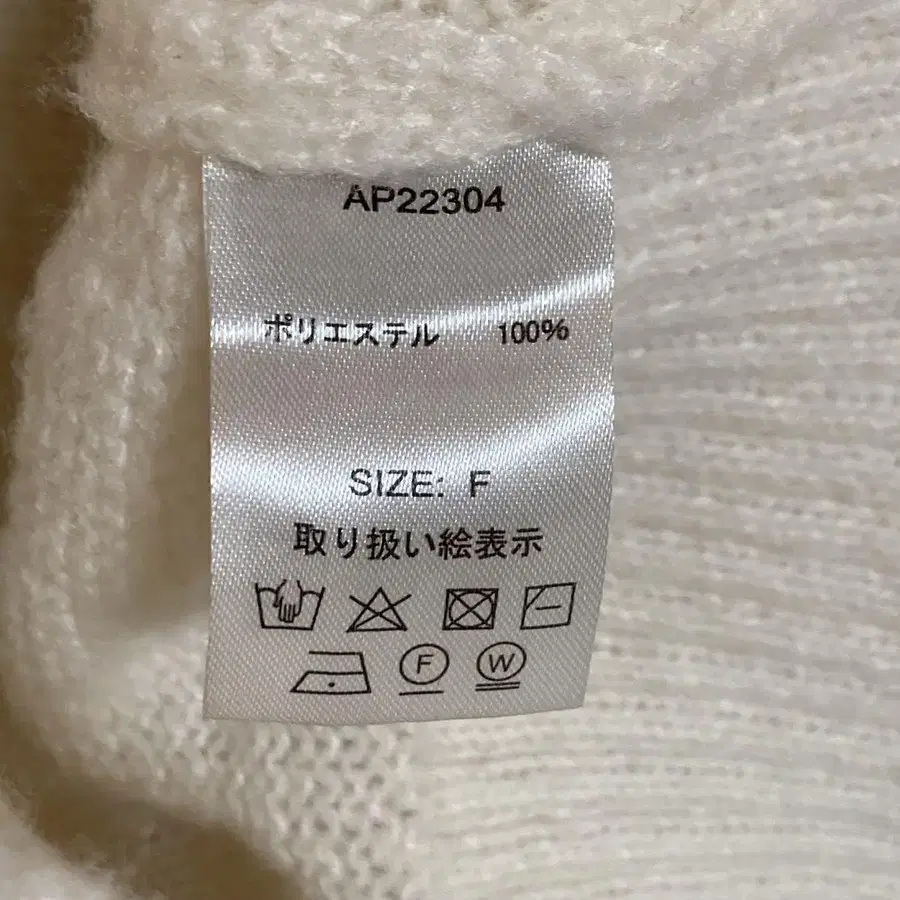 AP22304
ポリエステル 100%
SIZE: F
取り扱い絵表示
F W